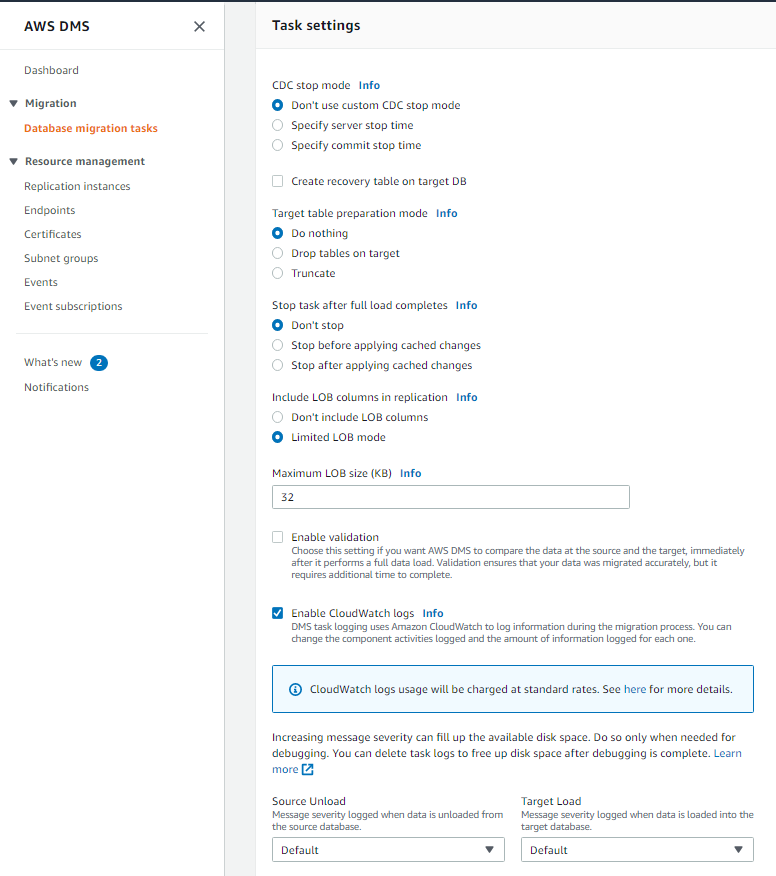 AWS DMS
Dashboard
Migration
Database migration tasks
Resource management
Replication instances
Endpoints
Certificates
Subnet groups
Events
Event subscriptions
What's new 2
Notifications
Task settings
CDC stop mode Info
Don't use custom CDC stop mode
Specify server stop time
Specify commit stop time
Create recovery table on target DB
Target table preparation mode Info
Do nothing
Drop tables on target
Truncate
Stop task after full load completes Info
Don't stop
Stop before applying cached changes
Stop after applying cached changes
Include LOB columns in replication Info
Don't include LOB columns
Limited LOB mode
Maximum LOB size (KB) Info
32
Enable validation
Choose this setting if you want AWS DMS to compare the data at the source and the target, immediately
after it performs a full data load. Validation ensures that your data was migrated accurately, but it
requires additional time to complete.
Enable CloudWatch logs Info
DMS task logging uses Amazon CloudWatch to log information during the migration process. You can
change the component activities logged and the amount of information logged for each one.
CloudWatch logs usage will be charged at standard rates. See here for more details.
Increasing message severity can fill up the available disk space. Do so only when needed for
debugging. You can delete task logs to free up disk space after debugging is complete. Learn
more
Source Unload
Message severity logged when data is unloaded from
the source database.
Default
Target Load
Message severity logged when data is loaded into the
target database.
Default